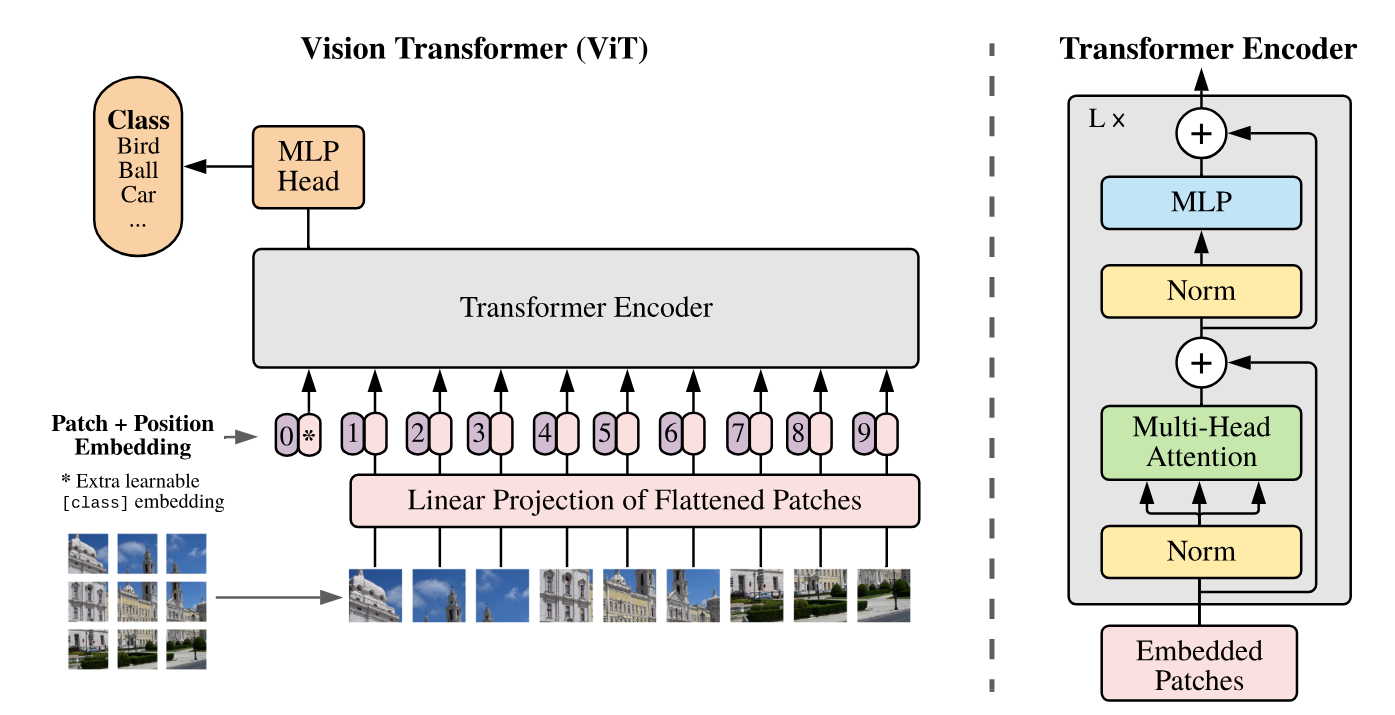 Vision Transformer (ViT)
Class
Bird
Ball
Car
...
MLP
Head
Transformer Encoder
Patch + Position
Embedding
0 * 1 2 3 4 5 6 7 8 9
* Extra learnable
[class] embedding
Linear Projection of Flattened Patches
Transformer Encoder
L ×
+
MLP
Norm
+
Multi-Head
Attention
Norm
Embedded
Patches